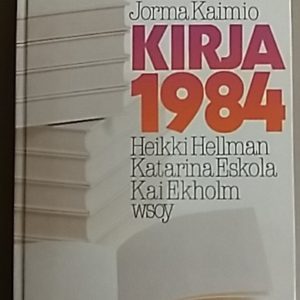 Jorma Kaimio
KIRJA
1984
Heikki Hellman
Katarina Eskola
Kai Ekholm
wsoy